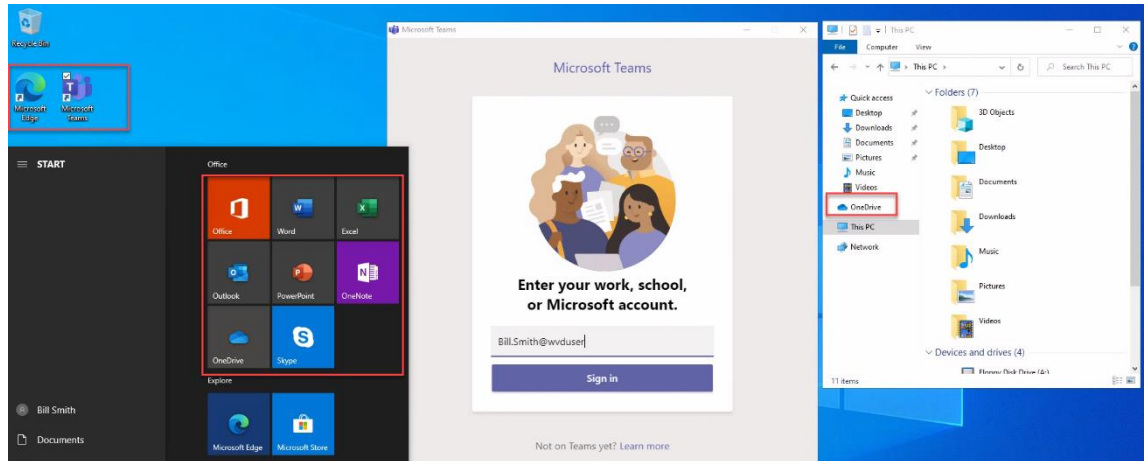 Recycle Bin
Microsoft Edge
Microsoft Teams
START
Office
Office
Word
Excel
Outlook
PowerPoint
OneNote
OneDrive
Skype
Explore
Microsoft Edge
Microsoft Store
Bill Smith
Documents
Microsoft Teams
Microsoft Teams
Enter your work, school,
or Microsoft account.
Bill.Smith@wvduser
Sign in
Not on Teams yet? Learn more
This PC
File Computer View
This PC
Search This PC
Quick access
Desktop
Downloads
Documents
Pictures
Music
Videos
OneDrive
This PC
Network
Folders (7)
3D Objects
Desktop
Documents
Downloads
Music
Pictures
Videos
Devices and drives (4)
Floppy Disk Drive (A:)
11 items